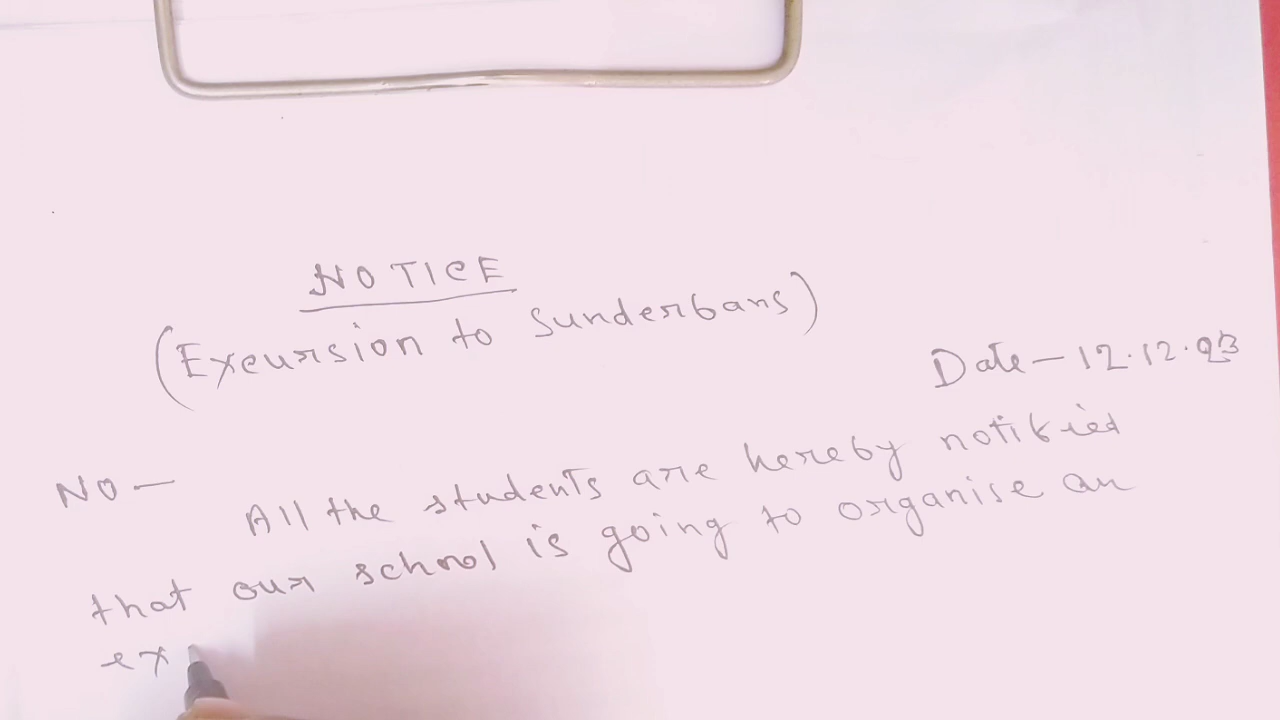 NOTICE
(Excursion to Sunderbans)
Date - 12.12.23
NO -
All the students are hereby notified
that our school is going to organise an
ex